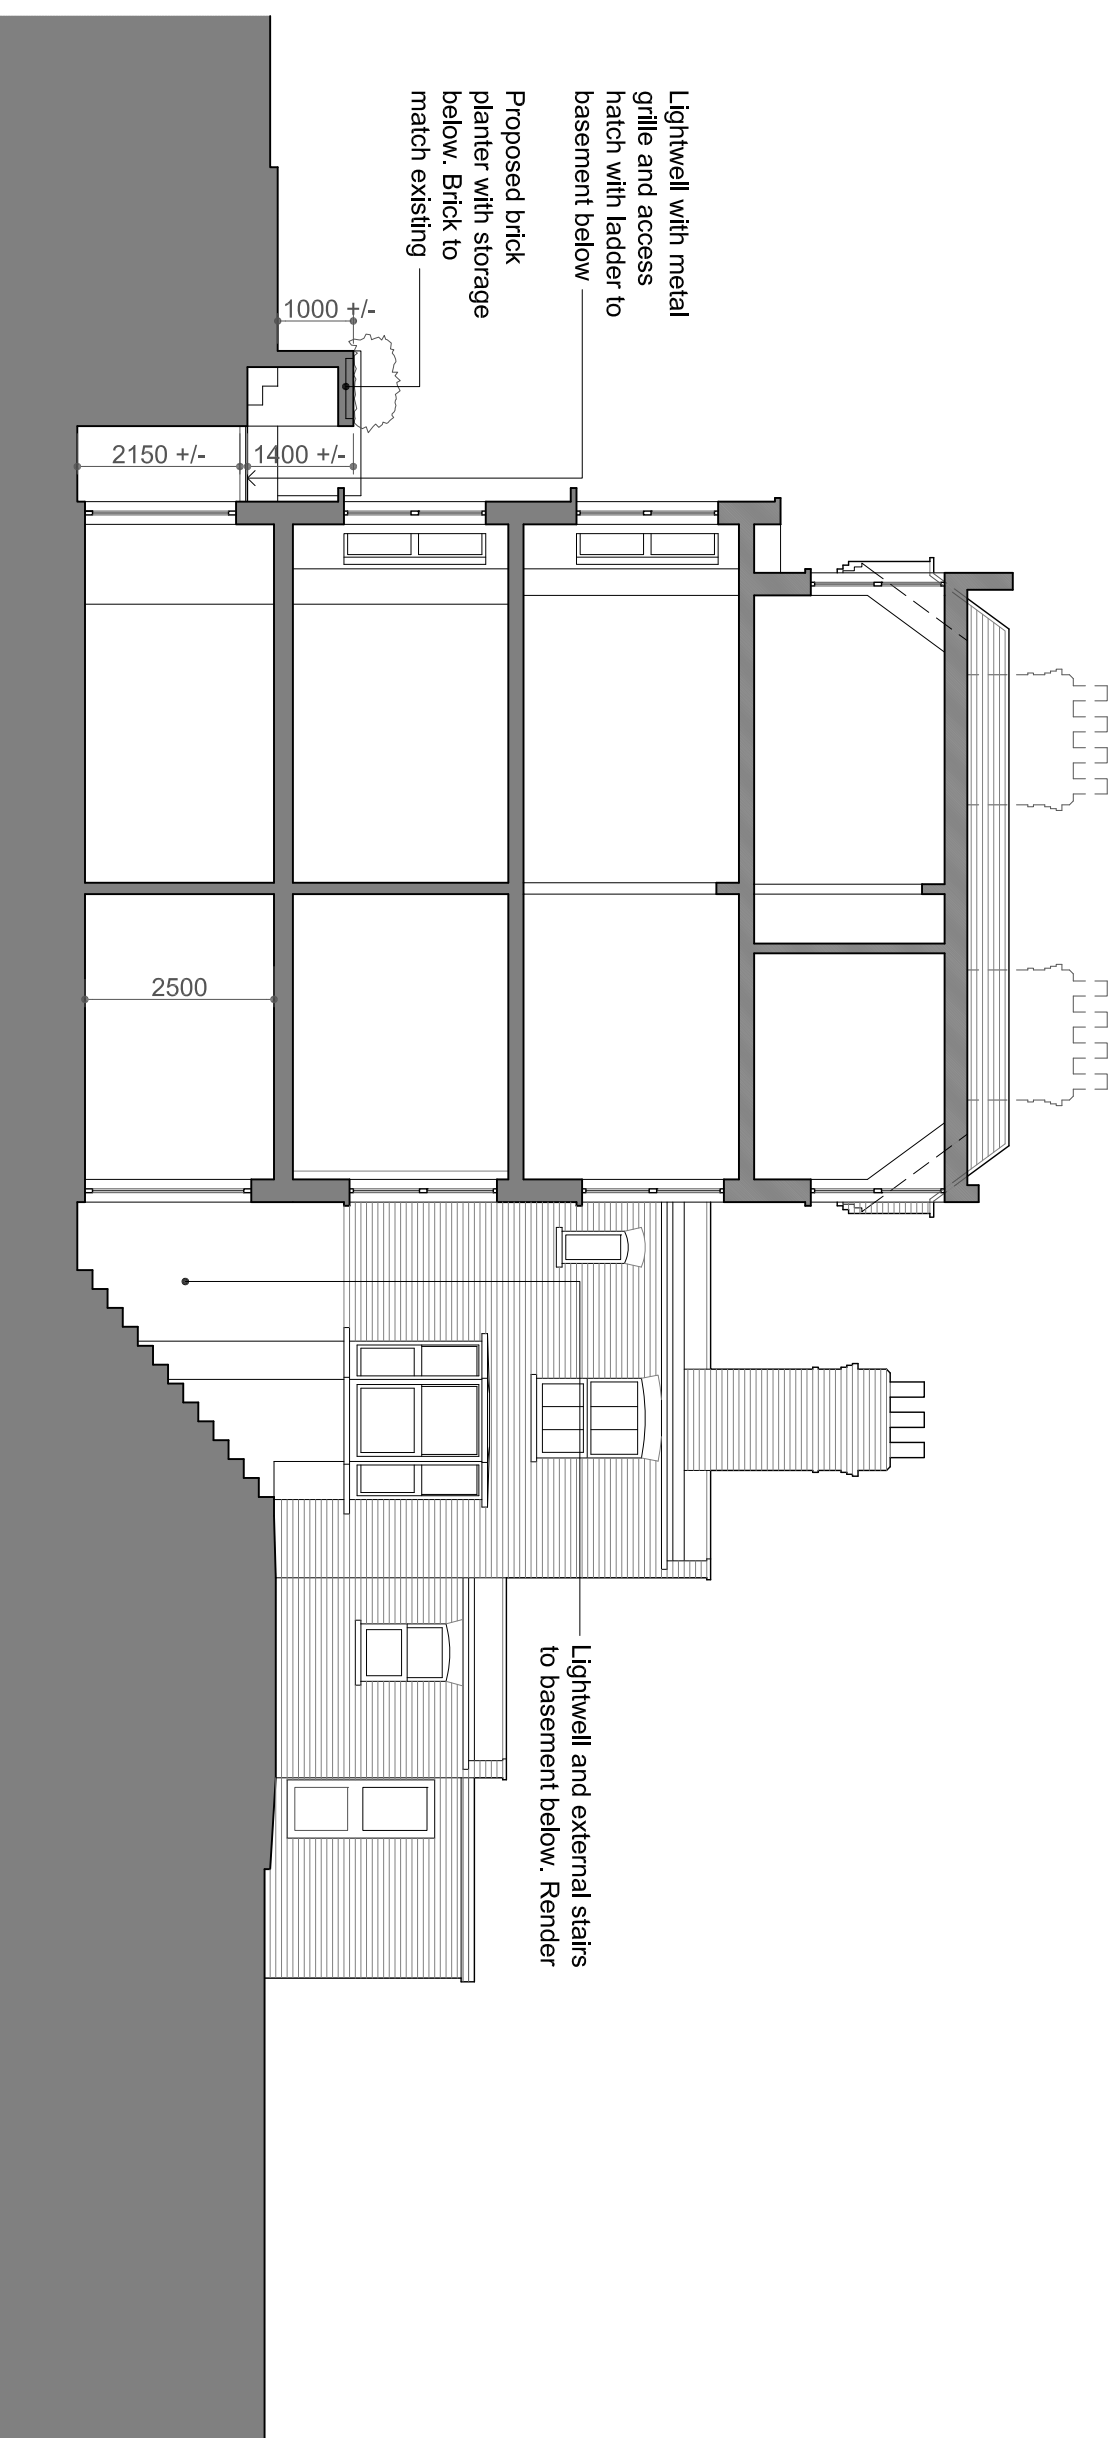 Lightwell with metal
grille and access
hatch with ladder to
basement below
Proposed brick
planter with storage
below. Brick to
match existing
1000 +/-
2150 +/-
1400 +/-
2500
Lightwell and external stairs
to basement below. Render